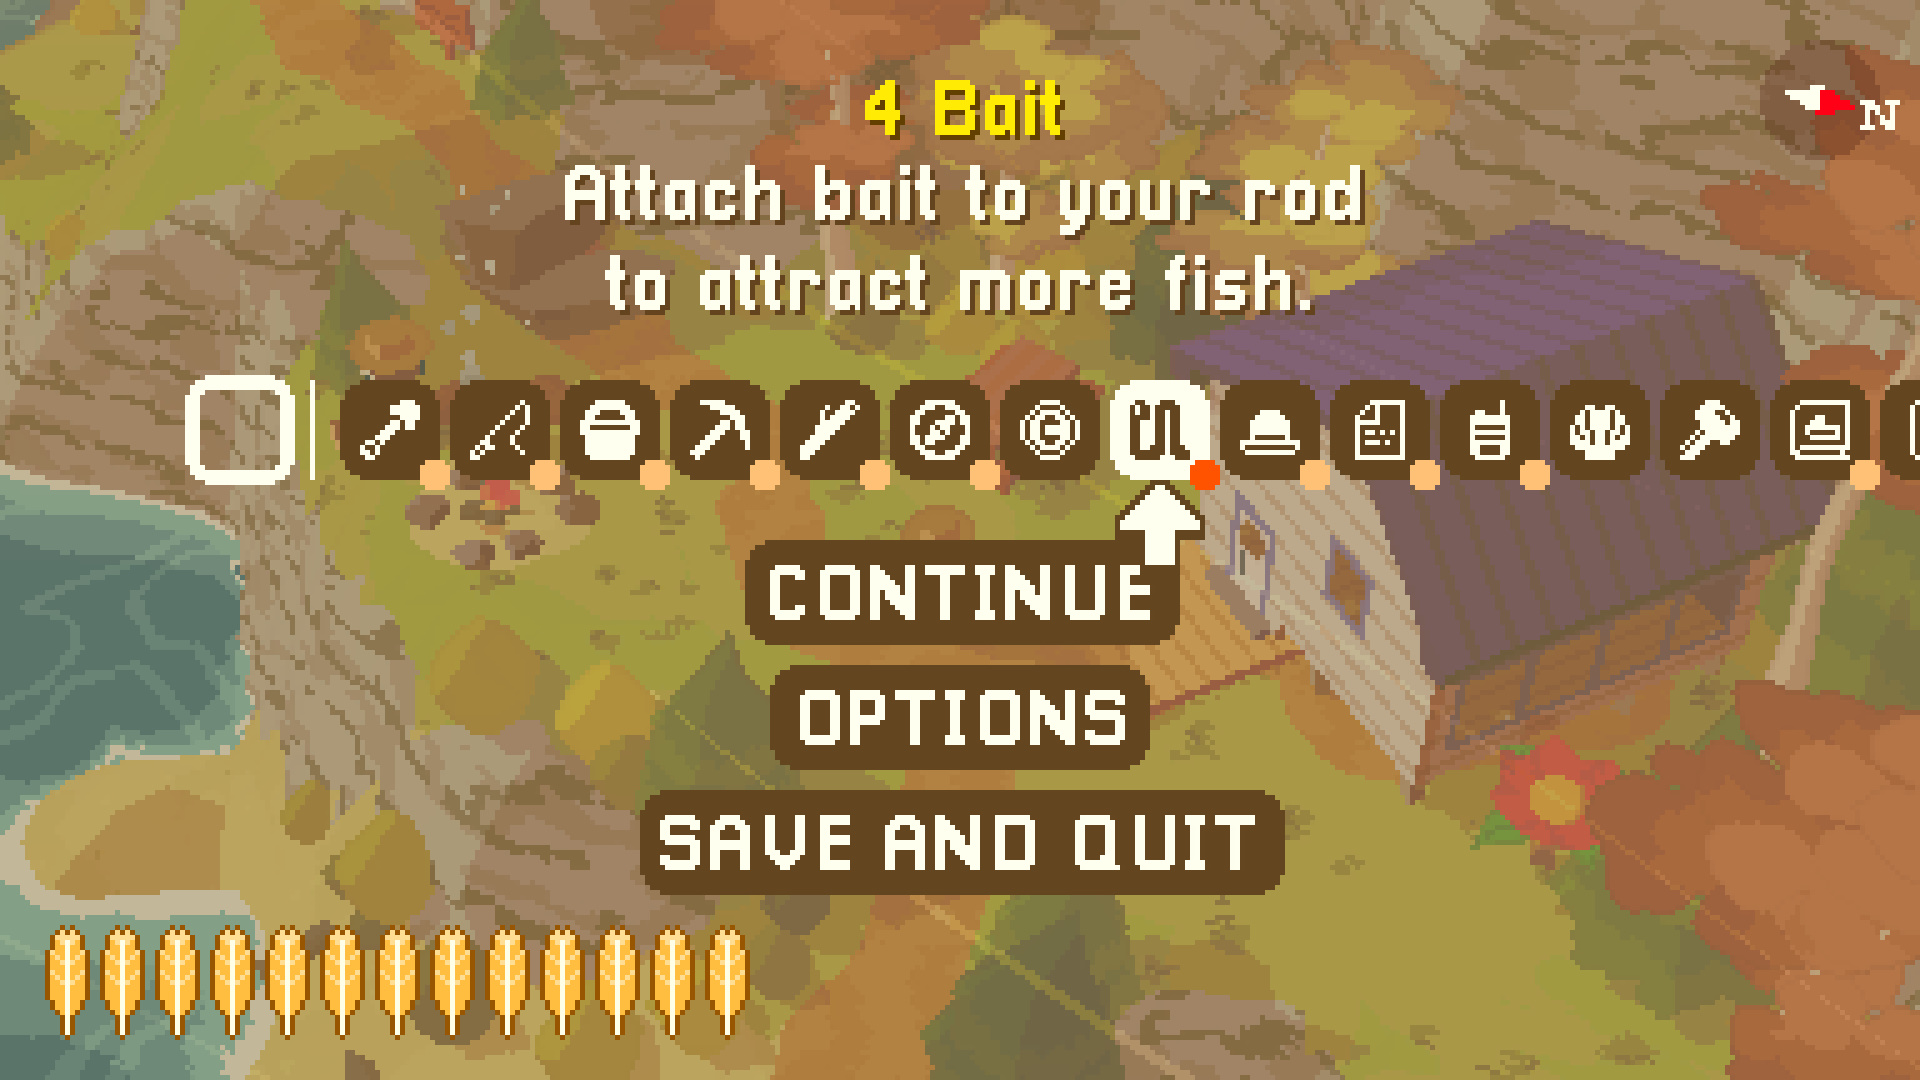 4 Bait
Attach bait to your rod
to attract more fish.
N
CONTINUE
OPTIONS
SAVE AND QUIT